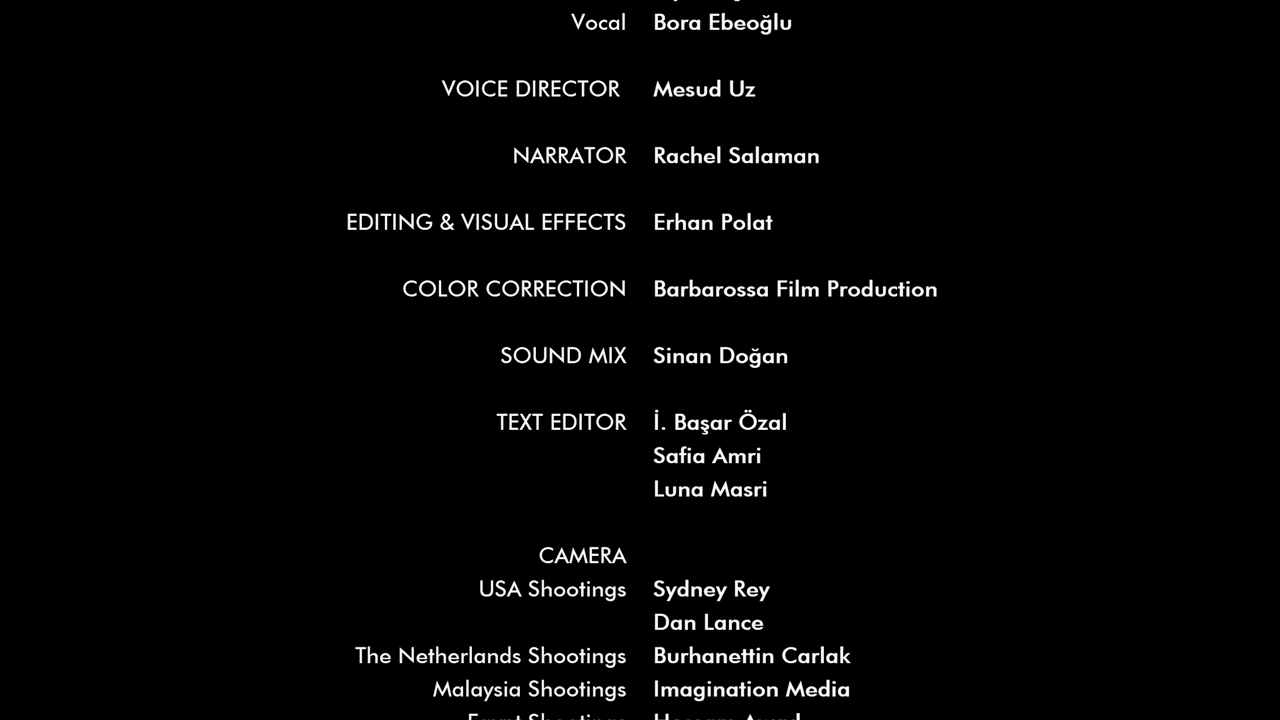 Vocal Bora Ebeoğlu
VOICE DIRECTOR Mesud Uz
NARRATOR Rachel Salaman
EDITING & VISUAL EFFECTS Erhan Polat
COLOR CORRECTION Barbarossa Film Production
SOUND MIX Sinan Doğan
TEXT EDITOR İ. Başar Özal
Safia Amri
Luna Masri
CAMERA
USA Shootings Sydney Rey
Dan Lance
The Netherlands Shootings Burhanettin Carlak
Malaysia Shootings Imagination Media